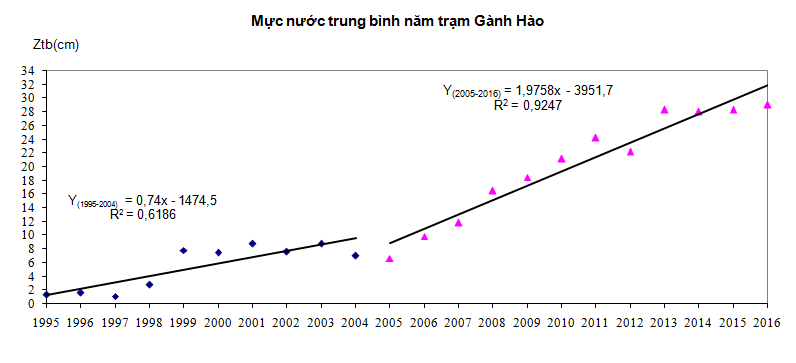 Mực nước trung bình năm trạm Gành Hào
Ztb(cm)
34
32
30
28
26
24
22
20
18
16
14
12
10
8
6
4
2
0
Y(2005-2016) = 1,9758x - 3951,7
R2 = 0,9247
Y(1995-2004) = 0,74x - 1474,5
R2 = 0,6186
1995 1996 1997 1998 1999 2000 2001 2002 2003 2004 2005 2006 2007 2008 2009 2010 2011 2012 2013 2014 2015 2016